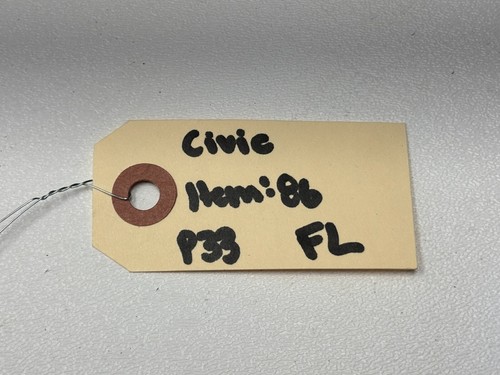 Civic
Item: 86
P33 FL